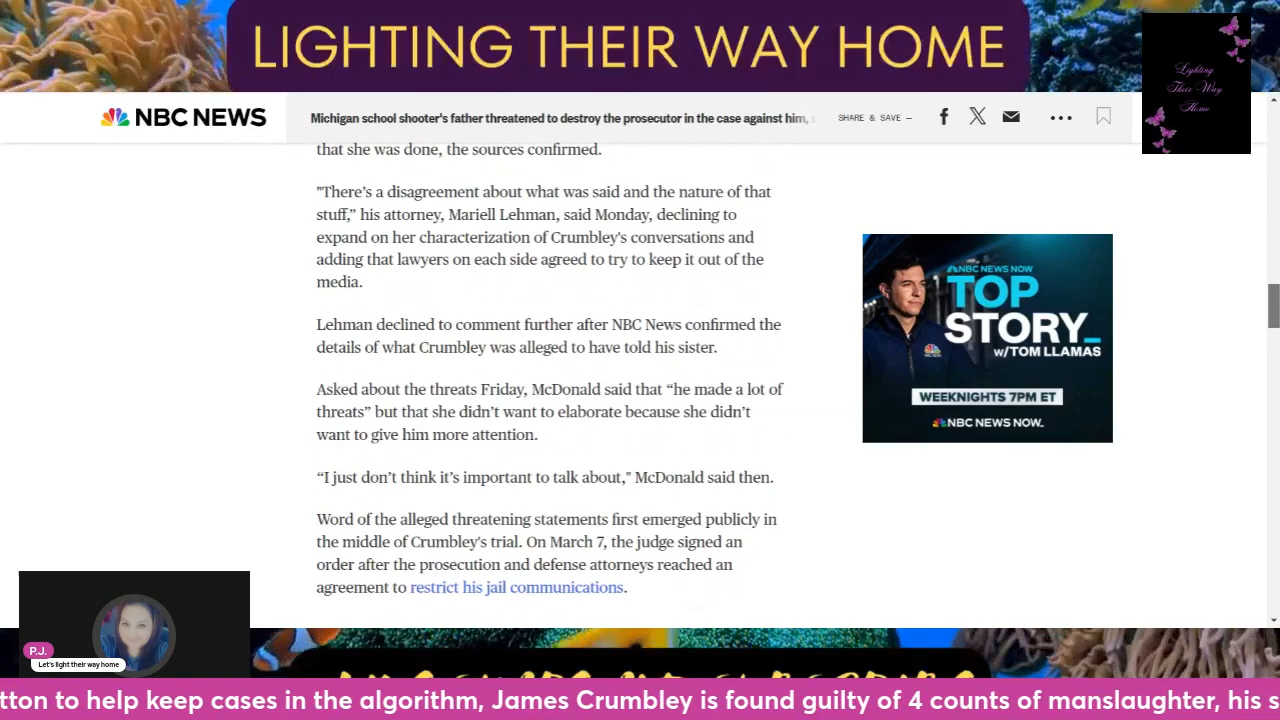 LIGHTING THEIR WAY HOME
Lighting
Their Way
Home
NBC NEWS
Michigan school shooter's father threatened to destroy the prosecutor in the case against him,
SHARE & SAVE —
that she was done, the sources confirmed.
"There's a disagreement about what was said and the nature of that
stuff,” his attorney, Mariell Lehman, said Monday, declining to
expand on her characterization of Crumbley's conversations and
adding that lawyers on each side agreed to try to keep it out of the
media.
Lehman declined to comment further after NBC News confirmed the
details of what Crumbley was alleged to have told his sister.
Asked about the threats Friday, McDonald said that “he made a lot of
threats” but that she didn’t want to elaborate because she didn’t
want to give him more attention.
“I just don’t think it’s important to talk about," McDonald said then.
Word of the alleged threatening statements first emerged publicly in
the middle of Crumbley's trial. On March 7, the judge signed an
order after the prosecution and defense attorneys reached an
agreement to restrict his jail communications.
NBC NEWS NOW
TOP
STORY_
w/TOM LLAMAS
WEEKNIGHTS 7PM ET
NBC NEWS NOW_
P.J.
Let's light their way home
tton to help keep cases in the algorithm, James Crumbley is found guilty of 4 counts of manslaughter, his s